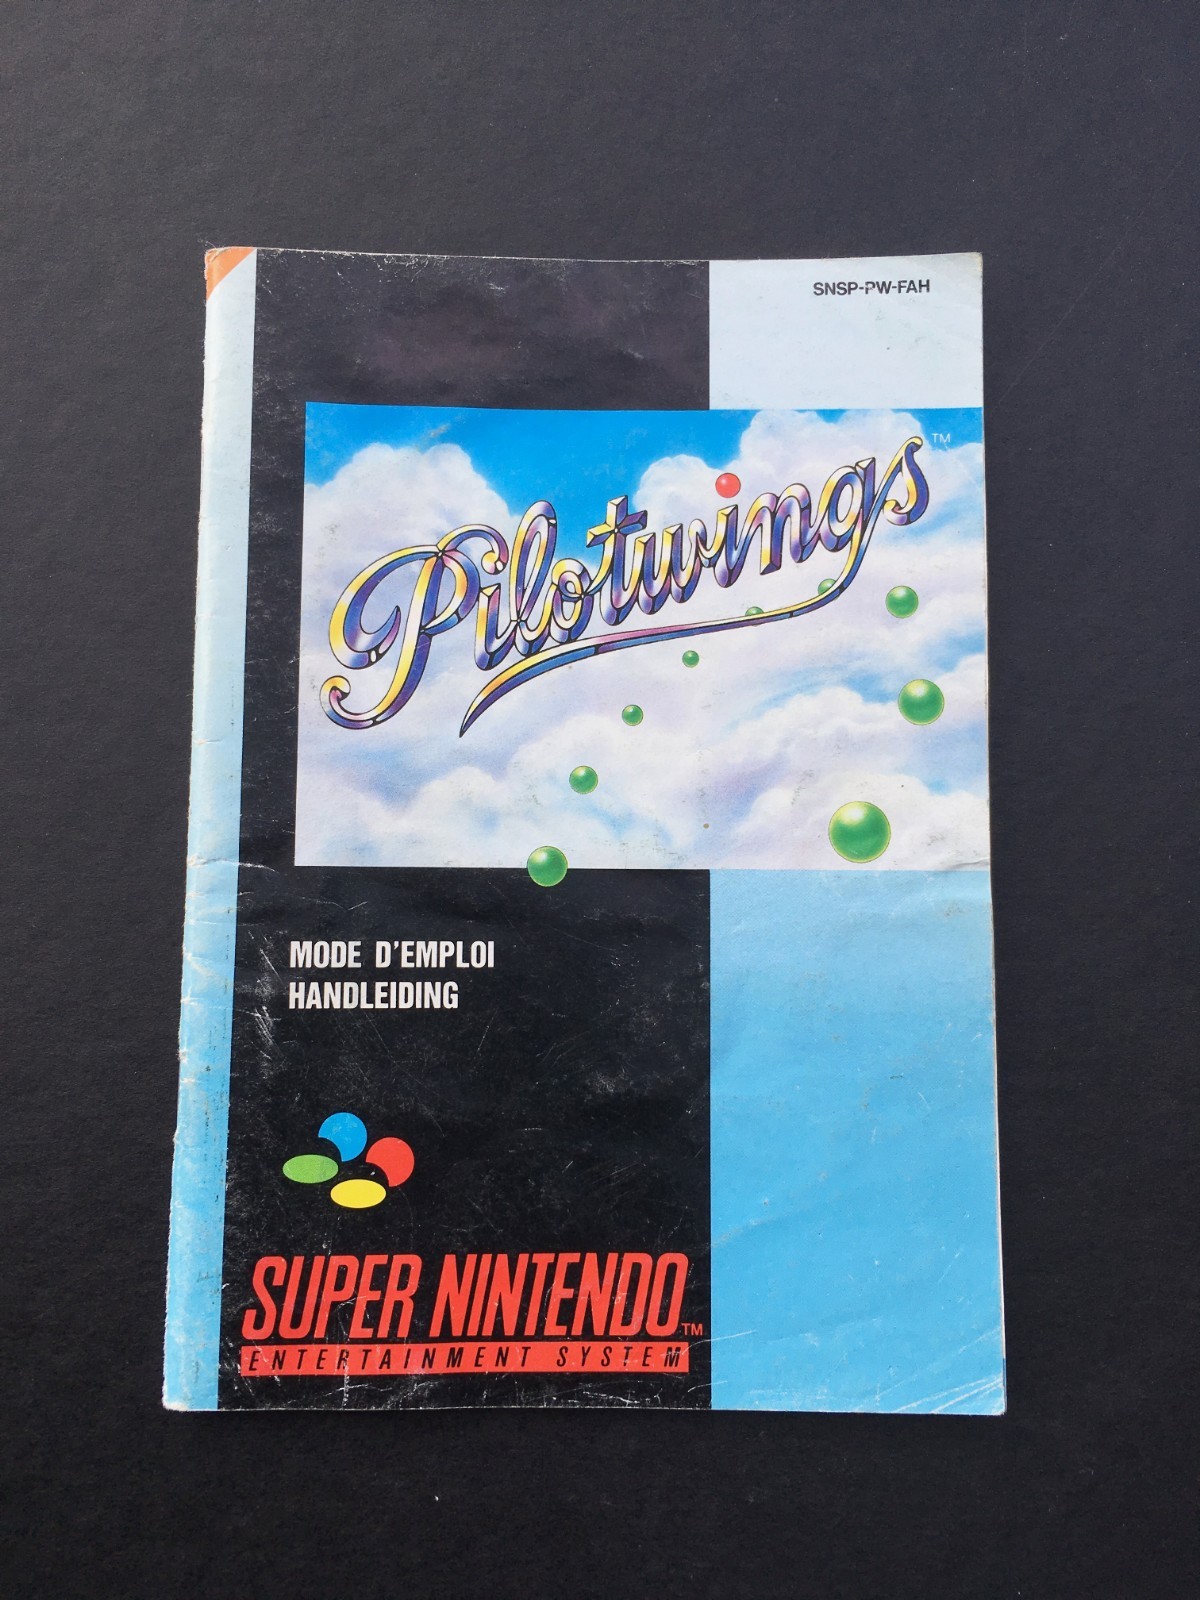 SNSP-PW-FAH
Pilotwings™
MODE D'EMPLOI
HANDLEIDING
SUPER NINTENDO™
ENTERTAINMENT SYSTEM